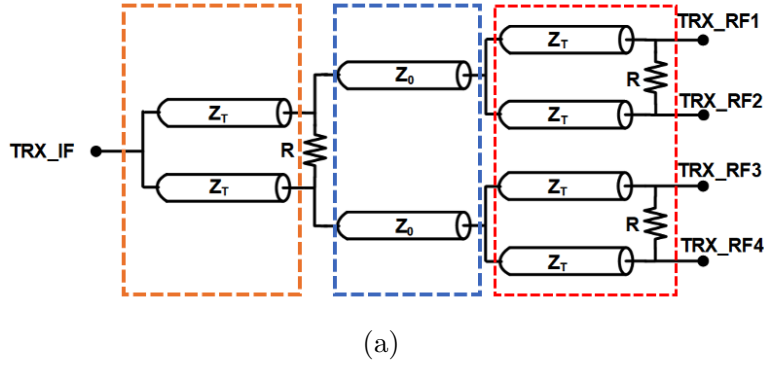 TRX_RF1
Z_T
Z_0
R
Z_T
TRX_RF2
Z_T
TRX_IF
R
Z_T
Z_T
TRX_RF3
Z_0
R
Z_T
TRX_RF4
(a)